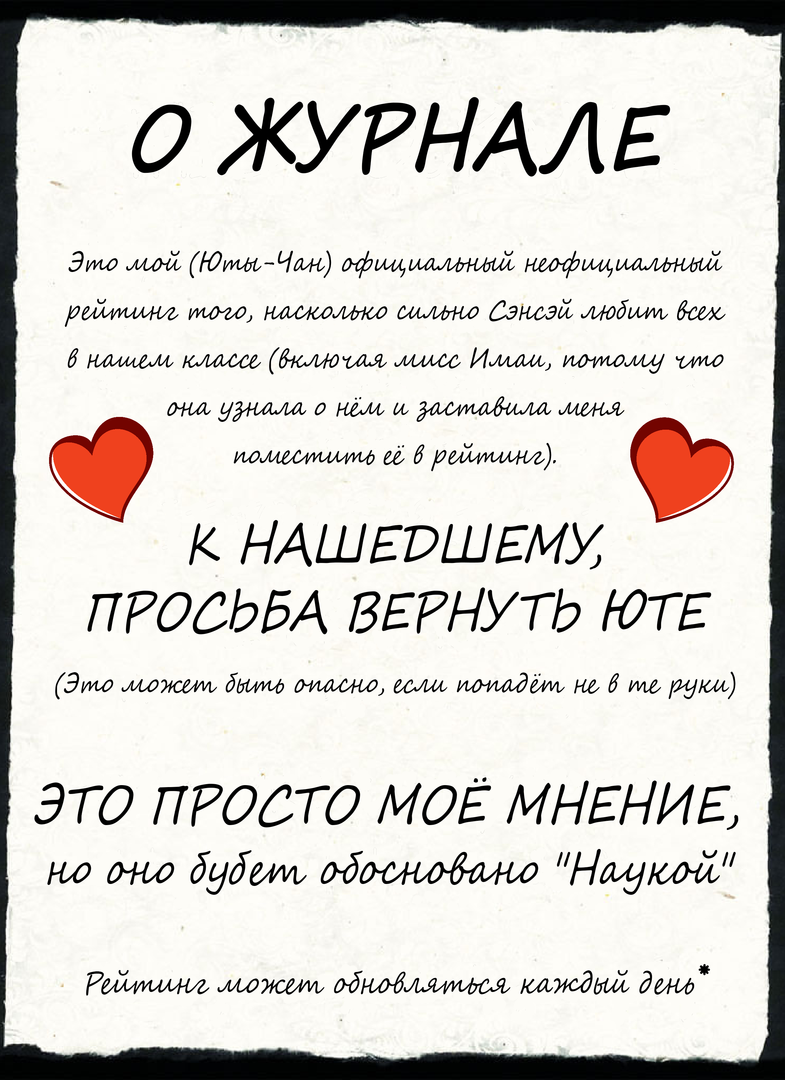 О ЖУРНАЛЕ
Это мой (Юты-Чан) официальный неофициальный
рейтинг того, насколько сильно Сэнсэй любит всех
в нашем классе (включая мисс Имаи, потому что
она узнала о нём и заставила меня
поместить её в рейтинг).
К НАШЕДШЕМУ,
ПРОСЬБА ВЕРНУТЬ ЮТЕ
(Это может быть опасно, если попадёт не в те руки)
ЭТО ПРОСТО МОЁ МНЕНИЕ,
но оно бубет обосновано "Наукой"
Рейтинг может обновляться каждый день*